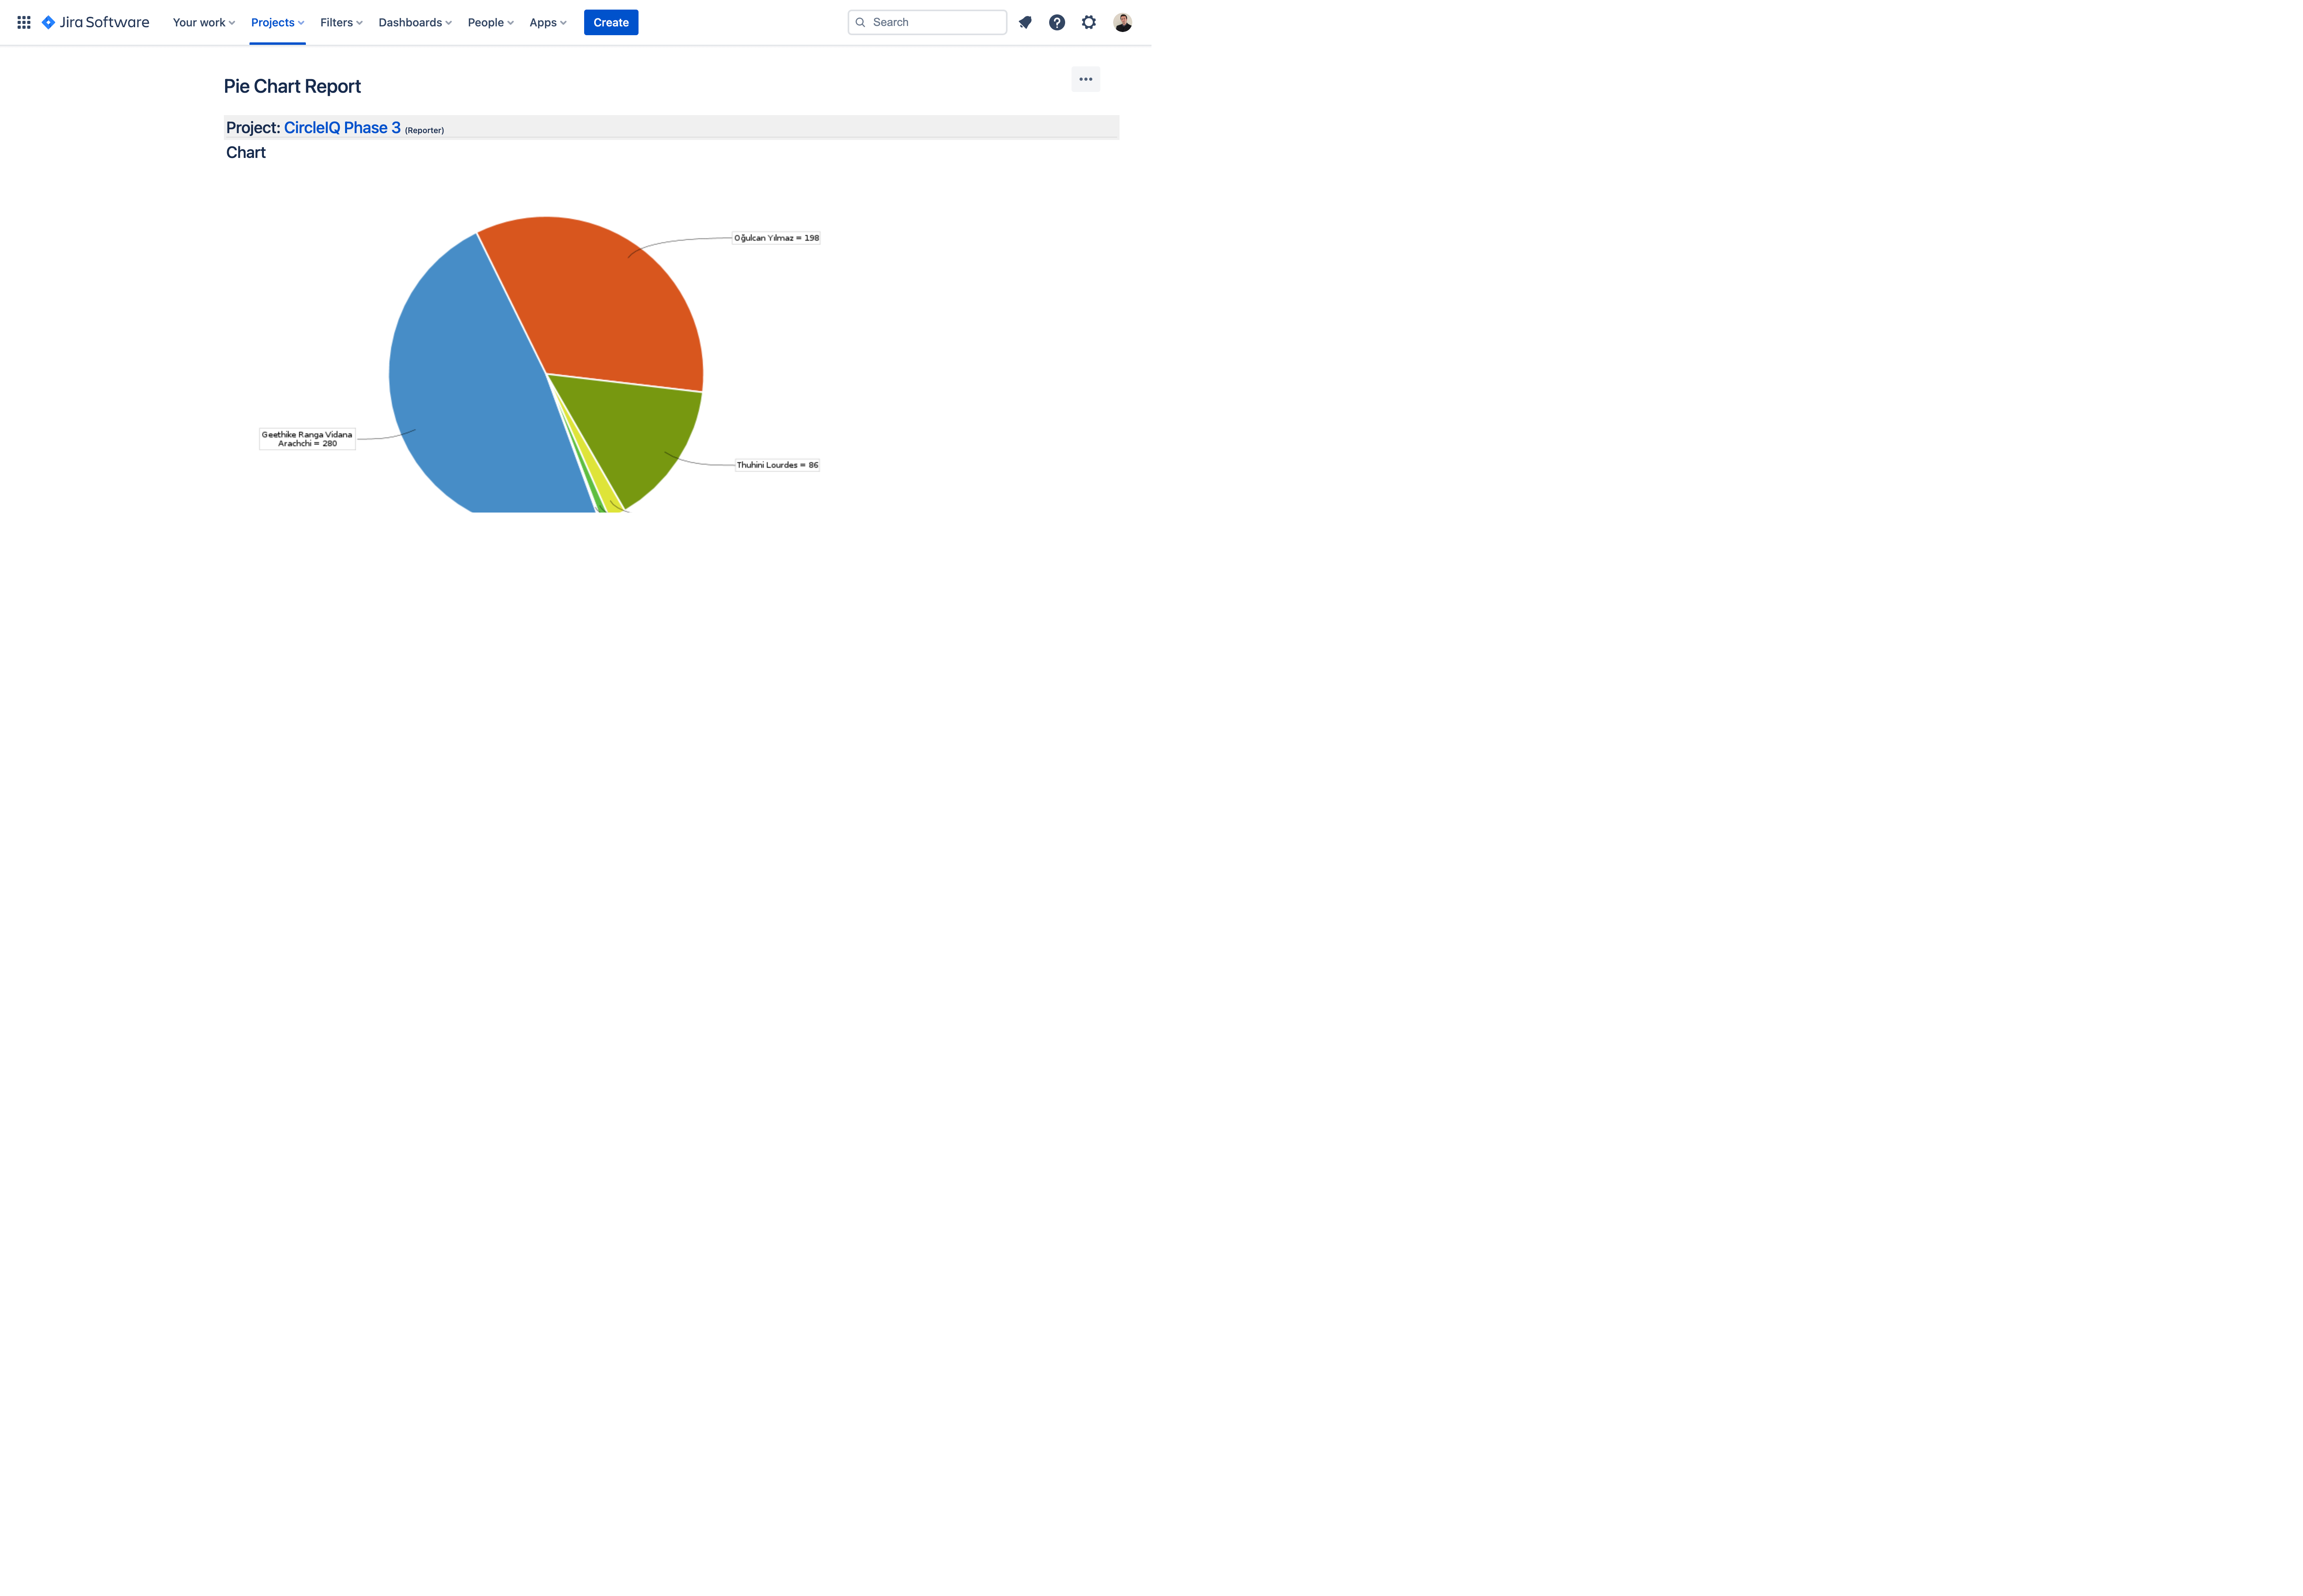 Jira Software Your work Projects Filters Dashboards People Apps Create Search
Pie Chart Report
Project: CircleIQ Phase 3 (Reporter)
Chart
Oğulcan Yılmaz = 198
Geethike Ranga Vidana
Arachchi = 280
Thuhini Lourdes = 86